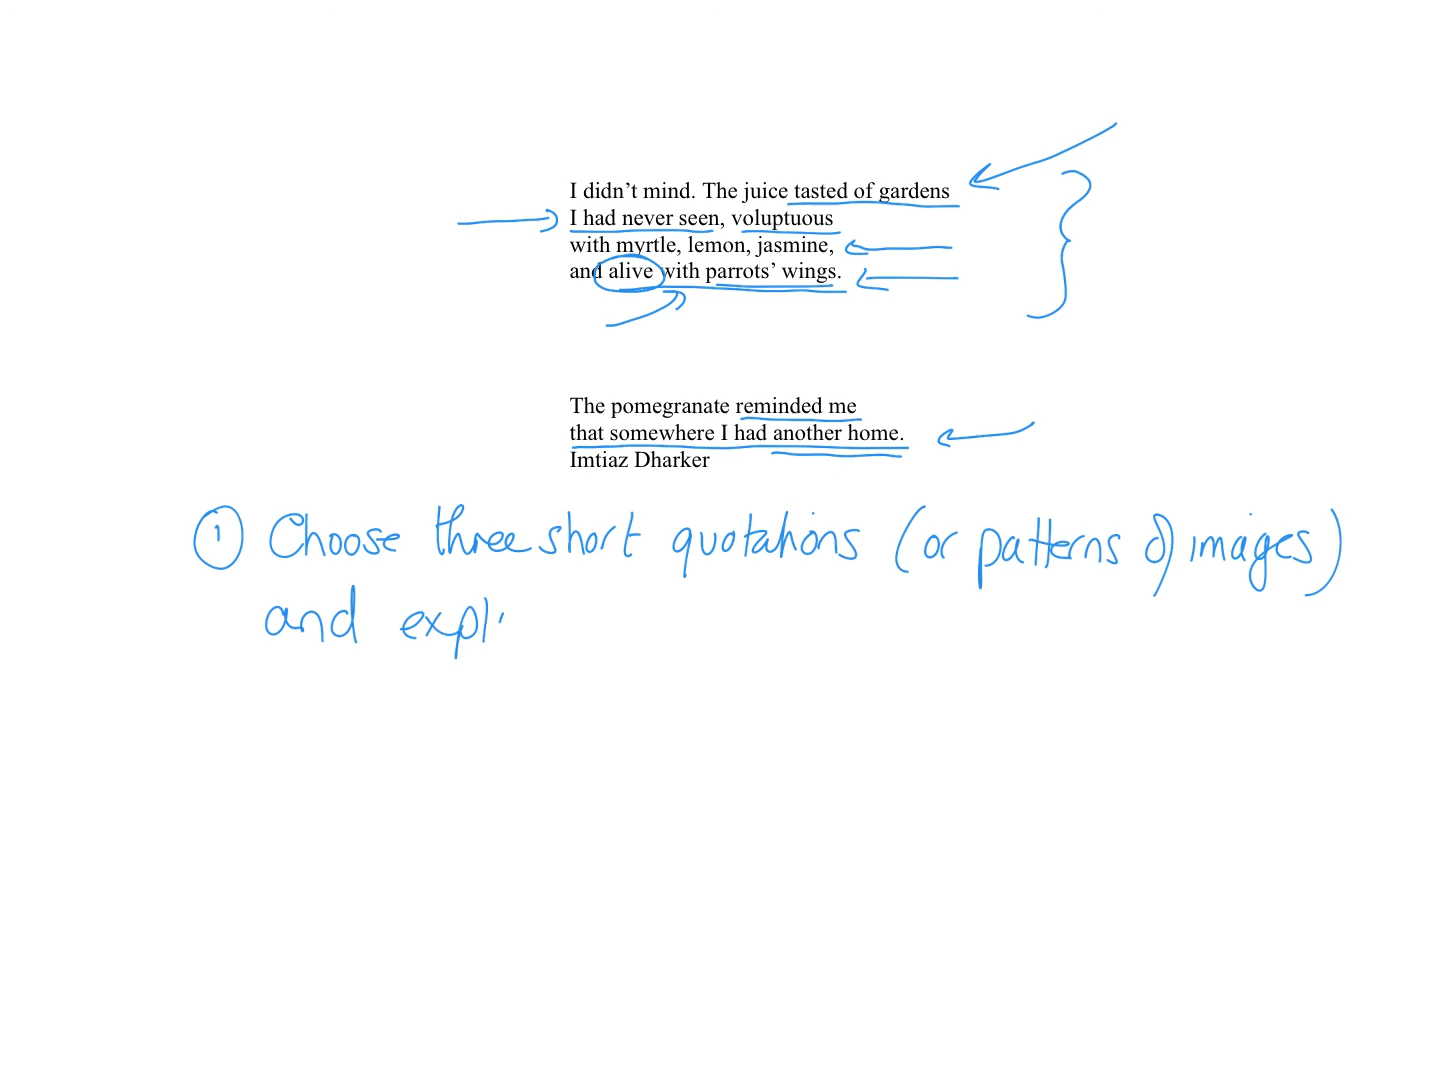 I didn’t mind. The juice tasted of gardens
I had never seen, voluptuous
with myrtle, lemon, jasmine,
and alive with parrots’ wings.
The pomegranate reminded me
that somewhere I had another home.
Imtiaz Dharker
① Choose three short quotations (or patterns of images)
and expl